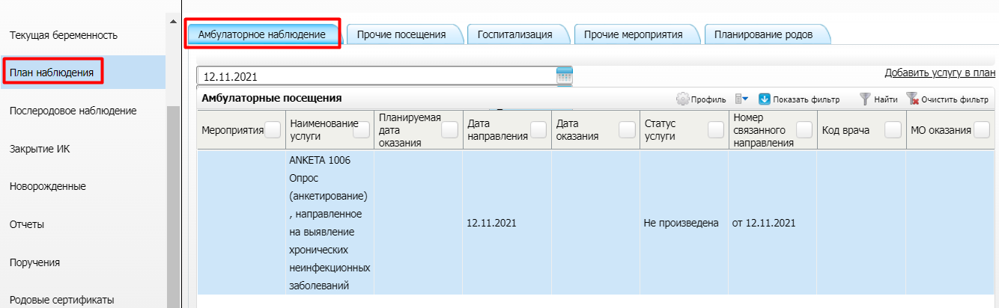 Текущая беременность
План наблюдения
Послеродовое наблюдение
Закрытие ИК
Новорожденные
Отчеты
Поручения
Родовые сертификаты
Амбулаторное наблюдение Прочие посещения Госпитализация Прочие мероприятия Планирование родов
12.11.2021
Добавить услугу в план
Амбулаторные посещения Профиль Показать фильтр Найти Очистить фильтр
Мероприятия
Наименование
услуги
Планируемая
дата
оказания
Дата
направления
Дата
оказания
Статус
услуги
Номер
связанного
направления
Код врача
МО оказания
ANKETA 1006
Опрос
(анкетирование)
, направленное
на выявление
хронических
неинфекционных
заболеваний
12.11.2021
Не произведена
от 12.11.2021